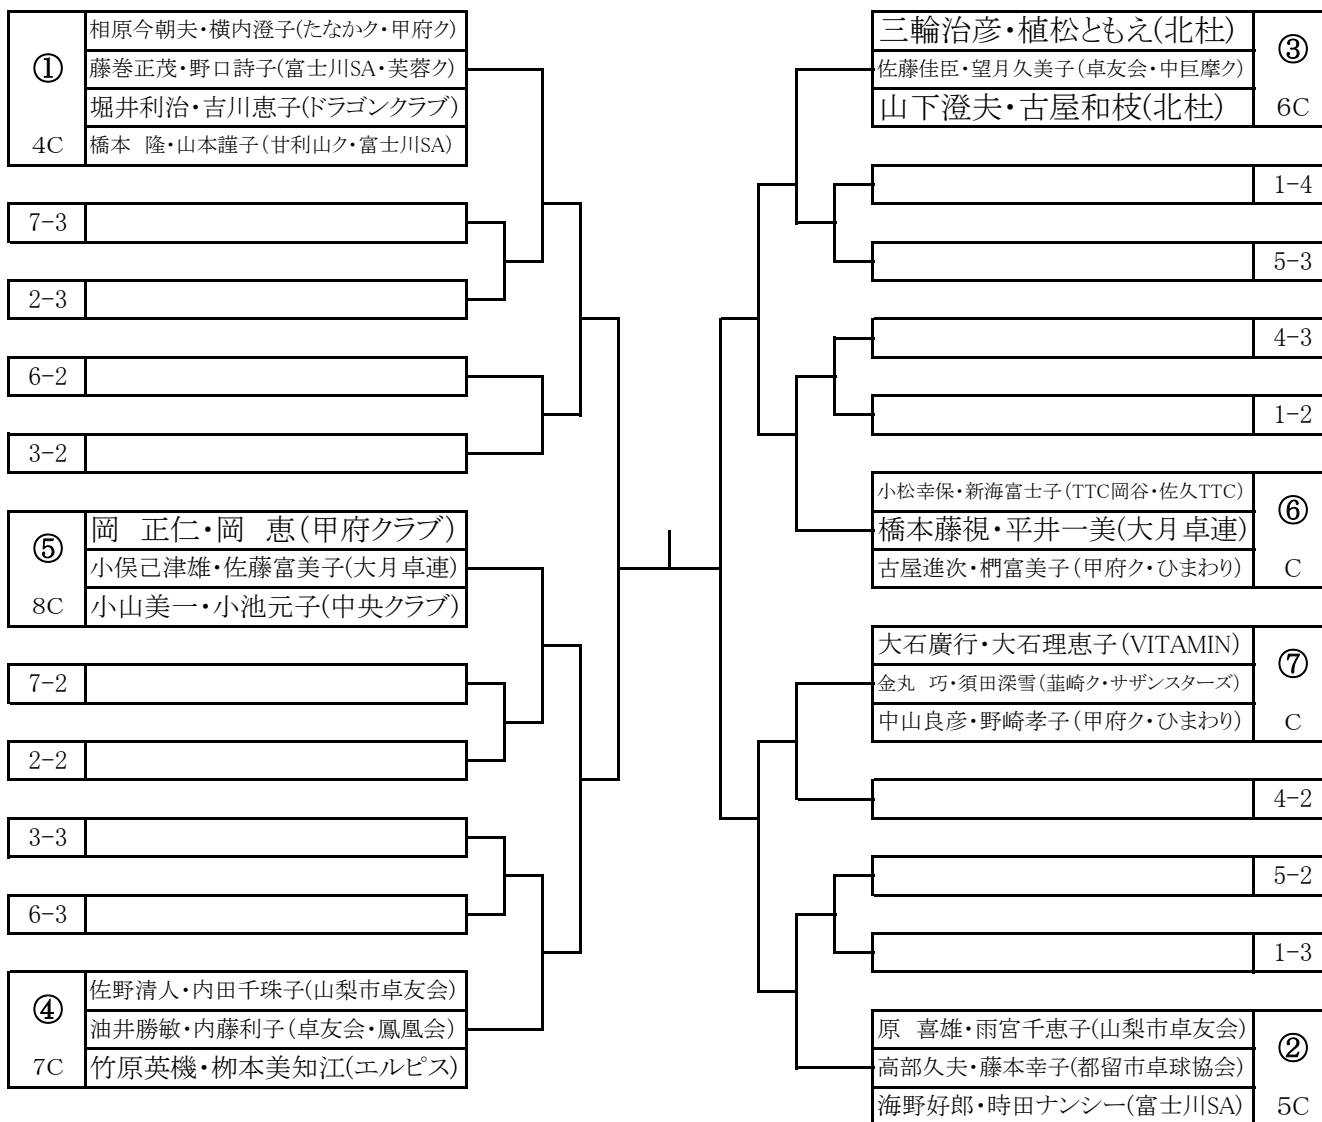 ①
4C
相原今朝夫・横内澄子(たなかク・甲府ク)
藤巻正茂・野口詩子(富士川SA・芙蓉ク)
堀井利治・吉川恵子(ドラゴンクラブ)
橋本 隆・山本謹子(甘利山ク・富士川SA)
7-3
2-3
6-2
3-2
⑤
8C
岡 正仁・岡 恵(甲府クラブ)
小俣己津雄・佐藤富美子(大月卓連)
小山美一・小池元子(中央クラブ)
7-2
2-2
3-3
6-3
④
7C
佐野清人・内田千珠子(山梨市卓友会)
油井勝敏・内藤利子(卓友会・鳳凰会)
竹原英機・栁本美知江(エルピス)
三輪治彦・植松ともえ(北杜)
佐藤佳臣・望月久美子(卓友会・中巨摩ク)
山下澄夫・古屋和枝(北杜)
③
6C
1-4
5-3
4-3
1-2
小松幸保・新海富士子(TTC岡谷・佐久TTC)
橋本藤視・平井一美(大月卓連)
古屋進次・椚富美子(甲府ク・ひまわり)
⑥
C
大石廣行・大石理恵子(VITAMIN)
金丸 巧・須田深雪(韮崎ク・サザンスターズ)
中山良彦・野崎孝子(甲府ク・ひまわり)
⑦
C
4-2
5-2
1-3
原 喜雄・雨宮千恵子(山梨市卓友会)
高部久夫・藤本幸子(都留市卓球協会)
海野好郎・時田ナンシー(富士川SA)
②
5C